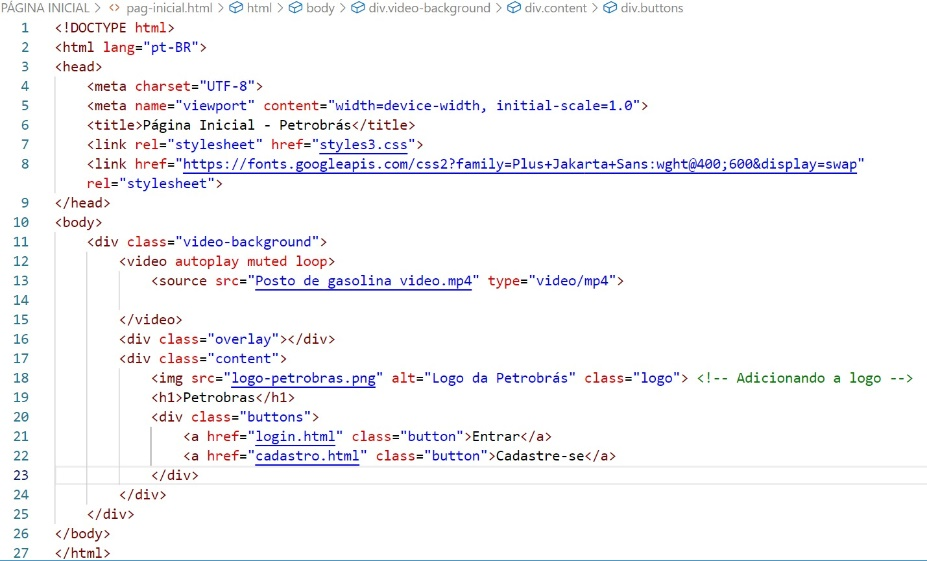 PÁGINA INICIAL > <> pag-inicial.html > html > body > div.video-background > div.content > div.buttons
1 <!DOCTYPE html>
2 <html lang="pt-BR">
3 <head>
4 <meta charset="UTF-8">
5 <meta name="viewport" content="width=device-width, initial-scale=1.0">
6 <title>Página Inicial - Petrobrás</title>
7 <link rel="stylesheet" href="styles3.css">
8 <link href="https://fonts.googleapis.com/css2?family=Plus+Jakarta+Sans:wght@400;600&display=swap"
rel="stylesheet">
9 </head>
10 <body>
11 <div class="video-background">
12 <video autoplay muted loop>
13 <source src="Posto de gasolina video.mp4" type="video/mp4">
14
15 </video>
16 <div class="overlay"></div>
17 <div class="content">
18 <img src="logo-petrobras.png" alt="Logo da Petrobrás" class="logo"> <!-- Adicionando a logo -->
19 <h1>Petrobras</h1>
20 <div class="buttons">
21 <a href="login.html" class="button">Entrar</a>
22 <a href="cadastro.html" class="button">Cadastre-se</a>
23 </div>
24 </div>
25 </div>
26 </body>
27 </html>